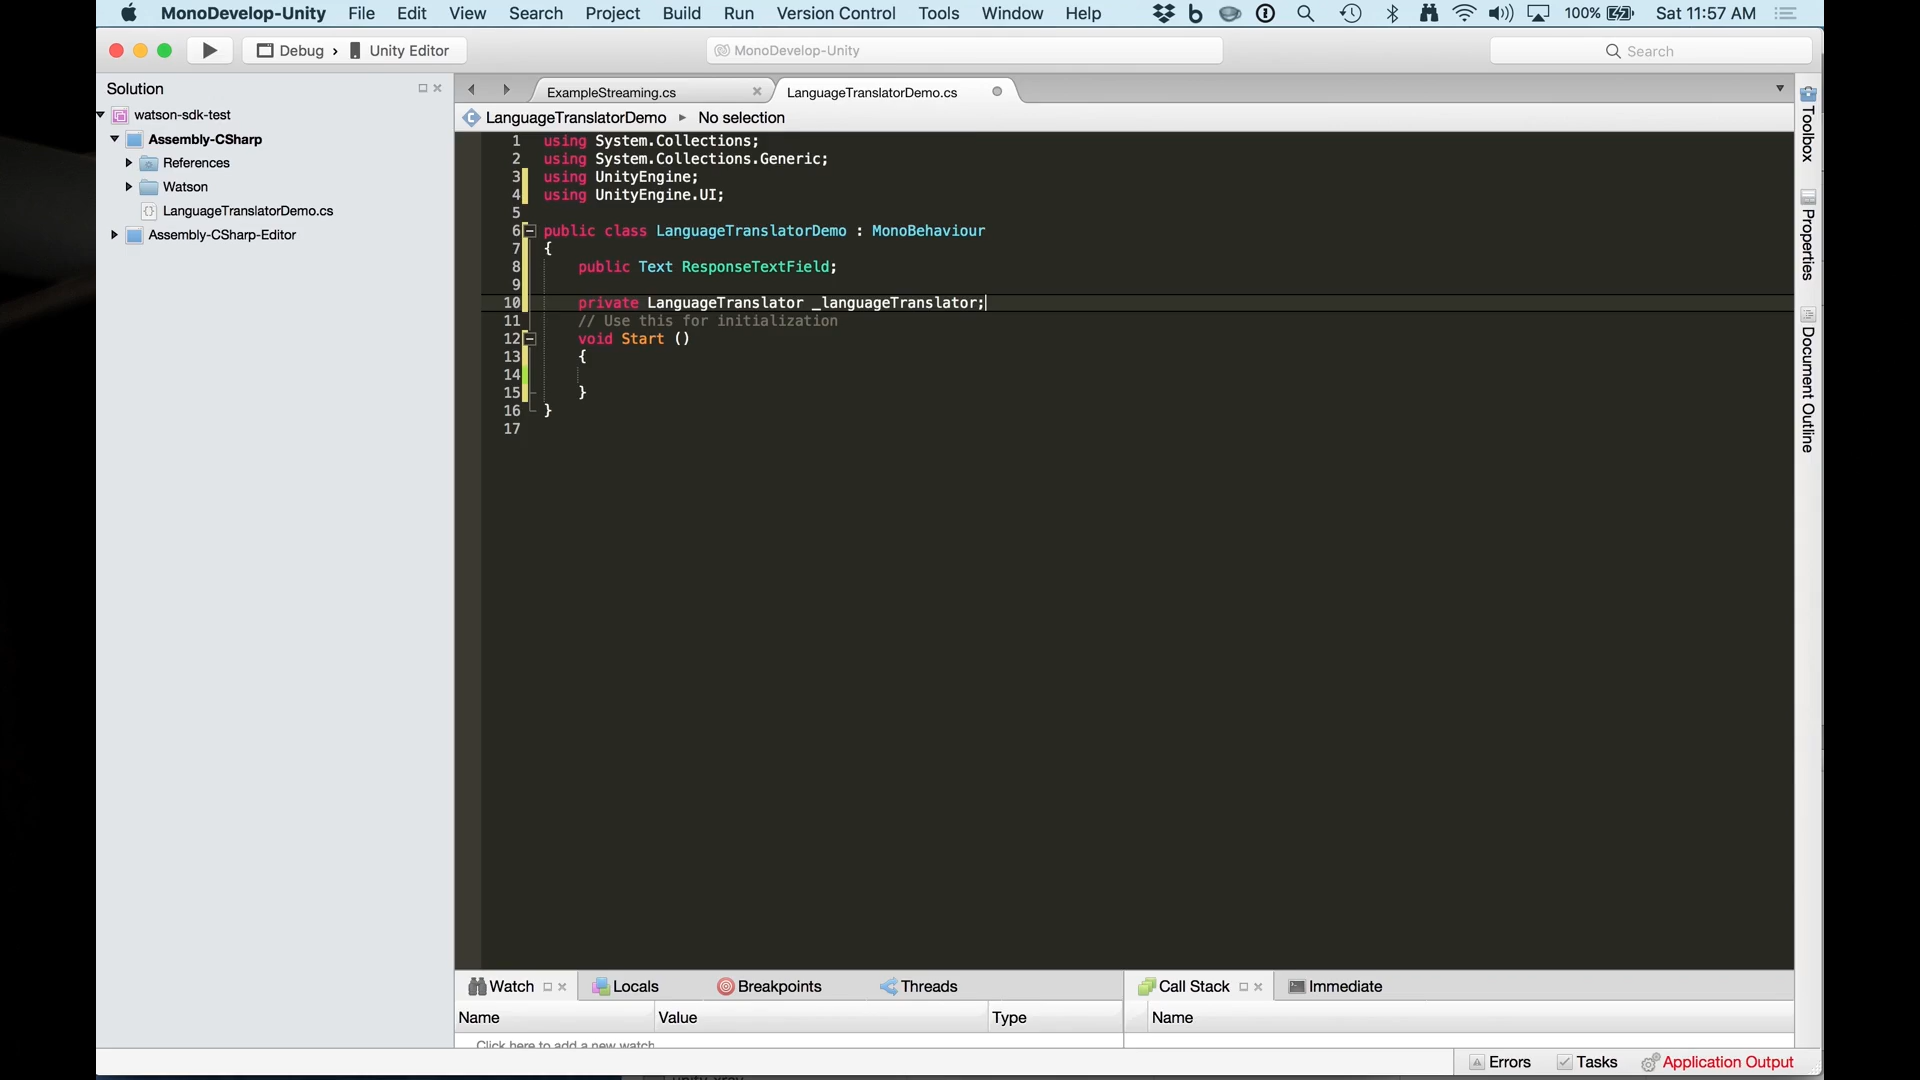 MonoDevelop-Unity File Edit View Search Project Build Run Version Control Tools Window Help 100% Sat 11:57 AM
Debug › Unity Editor
MonoDevelop-Unity
Search
Solution
watson-sdk-test
Assembly-CSharp
References
Watson
LanguageTranslatorDemo.cs
Assembly-CSharp-Editor
ExampleStreaming.cs
LanguageTranslatorDemo.cs
LanguageTranslatorDemo ▸ No selection
1 using System.Collections;
2 using System.Collections.Generic;
3 using UnityEngine;
4 using UnityEngine.UI;
5
6 public class LanguageTranslatorDemo : MonoBehaviour
7 {
8 public Text ResponseTextField;
9
10 private LanguageTranslator _languageTranslator;
11 // Use this for initialization
12 void Start ()
13 {
14
15 }
16 }
17
Toolbox
Properties
Document Outline
Watch Locals Breakpoints Threads
Name Value Type
Click here to add a new watch
Call Stack Immediate
Name
Errors Tasks Application Output